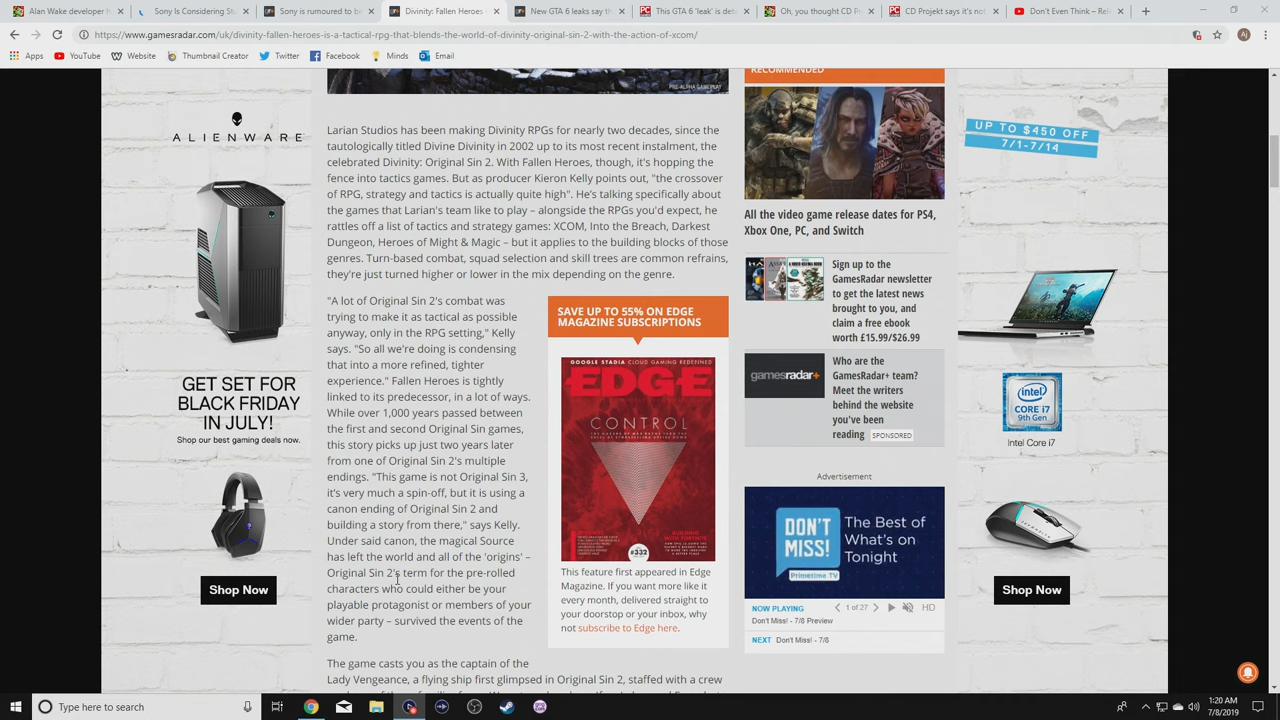 Alan Wake developer h
Sony Is Considering Stu
Sony is rumoured to be
Divinity: Fallen Heroes
New GTA 6 leaks say th
This GTA 6 'leak' is dete
Oh, you thought CD Pr
CD Projekt says it's not
Don't Even Think – Rele
https://www.gamesradar.com/uk/divinity-fallen-heroes-is-a-tactical-rpg-that-blends-the-world-of-divinity-original-sin-2-with-the-action-of-xcom/
Apps YouTube Website Thumbnail Creator Twitter Facebook Minds Email
PRE-ALPHA GAMEPLAY
ALIENWARE
GET SET FOR
BLACK FRIDAY
IN JULY!
Shop our best gaming deals now.
Shop Now
Larian Studios has been making Divinity RPGs for nearly two decades, since the
tautologically titled Divine Divinity in 2002 up to its most recent instalment, the
celebrated Divinity: Original Sin 2. With Fallen Heroes, though, it's hopping the
fence into tactics games. But as producer Kieron Kelly points out, "the crossover
of RPG, strategy and tactics is actually quite high". He's talking specifically about
the games that Larian's team like to play – alongside the RPGs you'd expect, he
rattles off a list of tactics and strategy games: XCOM, Into the Breach, Darkest
Dungeon, Heroes of Might & Magic – but it applies to the building blocks of those
genres. Turn-based combat, squad selection and skill trees are common refrains,
they're just turned higher or lower in the mix depending on the genre.
"A lot of Original Sin 2's combat was
trying to make it as tactical as possible
anyway, only in the RPG setting," Kelly
says. "So all we're doing is condensing
that into a more refined, tighter
experience." Fallen Heroes is tightly
linked to its predecessor, in a lot of ways.
While over 1,000 years passed between
the first and second Original Sin games,
this story picks up just two years later
from one of Original Sin 2's multiple
endings. "This game is not Original Sin 3,
it's very much a spin-off, but it is using a
canon ending of Original Sin 2 and
building a story from there," says Kelly.
Under said canon, the magical Source
has left the world and all of the 'origins' –
Original Sin 2's term for the pre-rolled
characters who could either be your
playable protagonist or members of your
wider party – survived the events of the
game.
The game casts you as the captain of the
Lady Vengeance, a flying ship first glimpsed in Original Sin 2, staffed with a crew
SAVE UP TO 55% ON EDGE
MAGAZINE SUBSCRIPTIONS
GOOGLE STADIA CLOUD GAMING REDEFINED
EDGE
CONTROL
#332
This feature first appeared in Edge
Magazine. If you want more like it
every month, delivered straight to
your doorstop or your inbox, why
not subscribe to Edge here.
RECOMMENDED
All the video game release dates for PS4,
Xbox One, PC, and Switch
Sign up to the
GamesRadar newsletter
to get the latest news
brought to you, and
claim a free ebook
worth £15.99/$26.99
gamesradar+
Who are the
GamesRadar+ team?
Meet the writers
behind the website
you've been
reading SPONSORED
Advertisement
DON'T
MISS!
Primetime TV
The Best of
What's on
Tonight
NOW PLAYING 1 of 27 HD
Don't Miss! - 7/8 Preview
NEXT Don't Miss! - 7/8
UP TO $450 OFF
7/1-7/14
intel
CORE i7
9th Gen
Intel Core i7
Shop Now
Type here to search
1:20 AM
7/8/2019